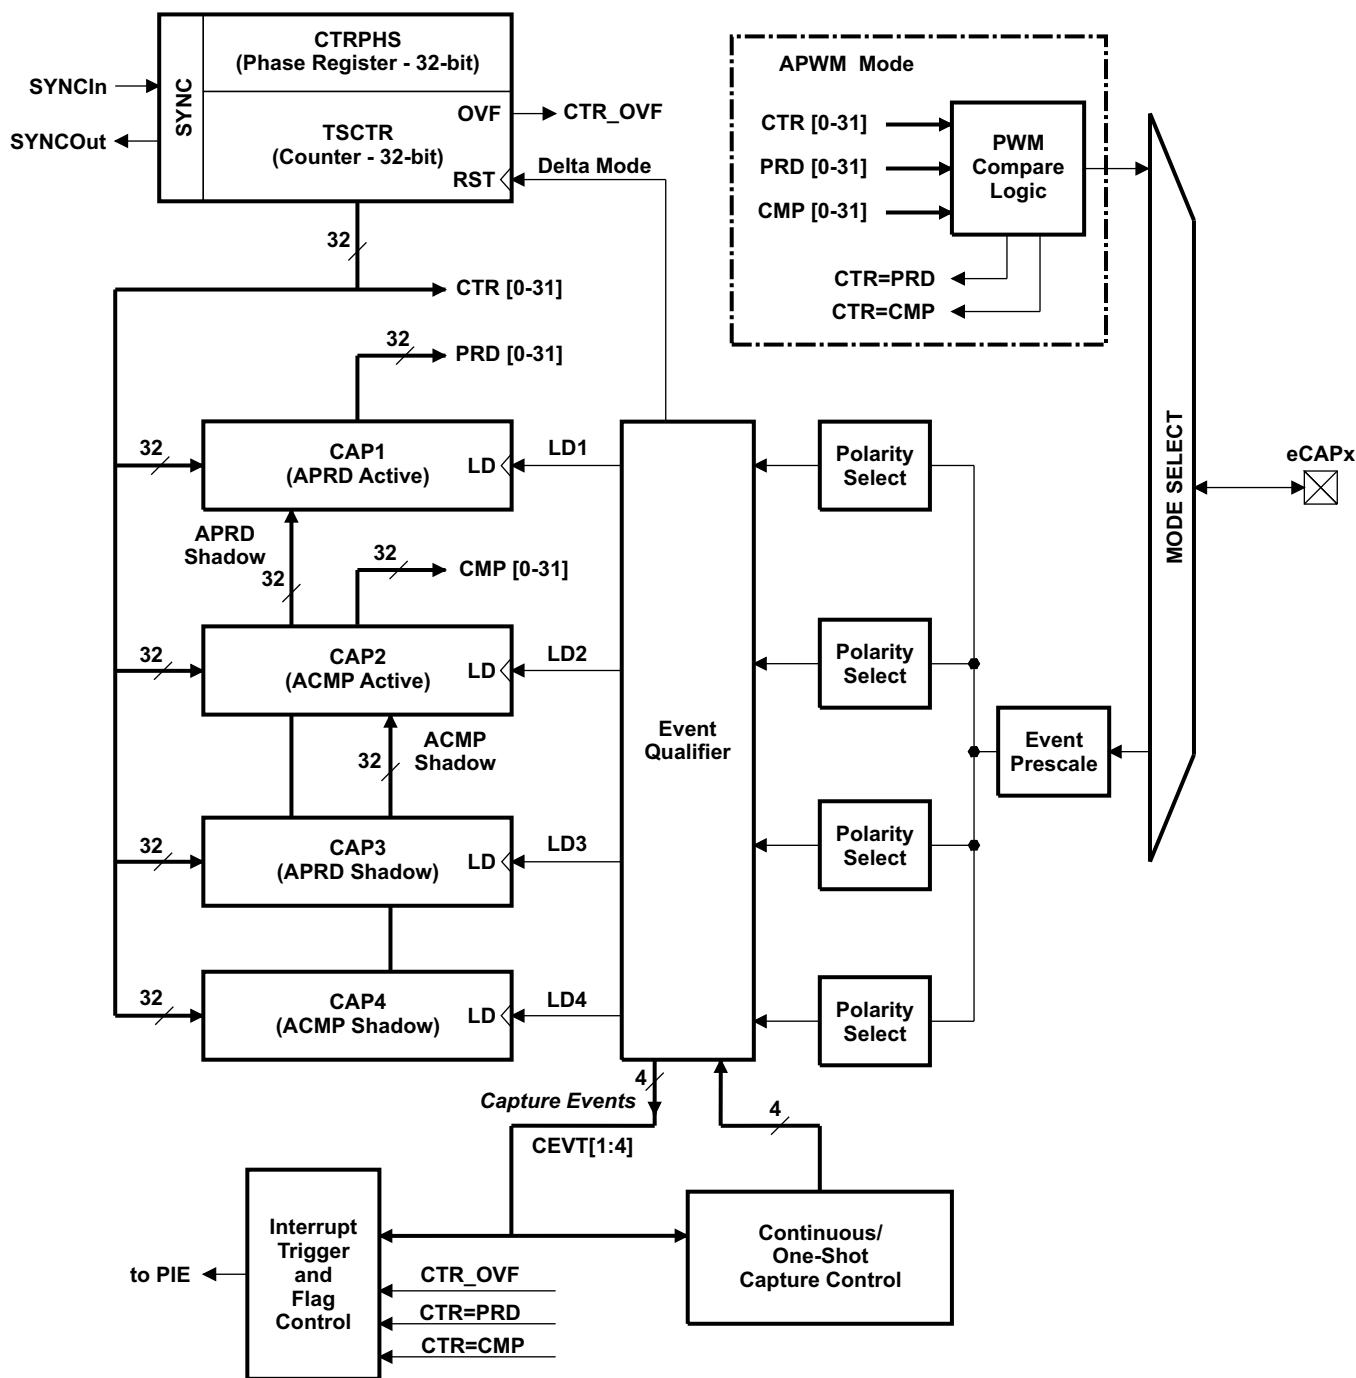 CTRPHS
(Phase Register - 32-bit)
SYNC
SYNCIn
SYNCOut
OVF
CTR_OVF
TSCTR
(Counter - 32-bit)
RST
Delta Mode
32
CTR [0-31]
32
PRD [0-31]
APWM Mode
CTR [0-31]
PRD [0-31]
CMP [0-31]
PWM
Compare
Logic
CTR=PRD
CTR=CMP
MODE SELECT
eCAPx
32
CAP1
(APRD Active)
LD
LD1
Polarity
Select
APRD
Shadow
32
32
CMP [0-31]
32
CAP2
(ACMP Active)
LD
LD2
Polarity
Select
Event
Qualifier
Event
Prescale
ACMP
Shadow
32
32
CAP3
(APRD Shadow)
LD
LD3
Polarity
Select
32
CAP4
(ACMP Shadow)
LD
LD4
Polarity
Select
4
Capture Events
CEVT[1:4]
4
Interrupt
Trigger
and
Flag
Control
to PIE
CTR_OVF
CTR=PRD
CTR=CMP
Continuous/
One-Shot
Capture Control